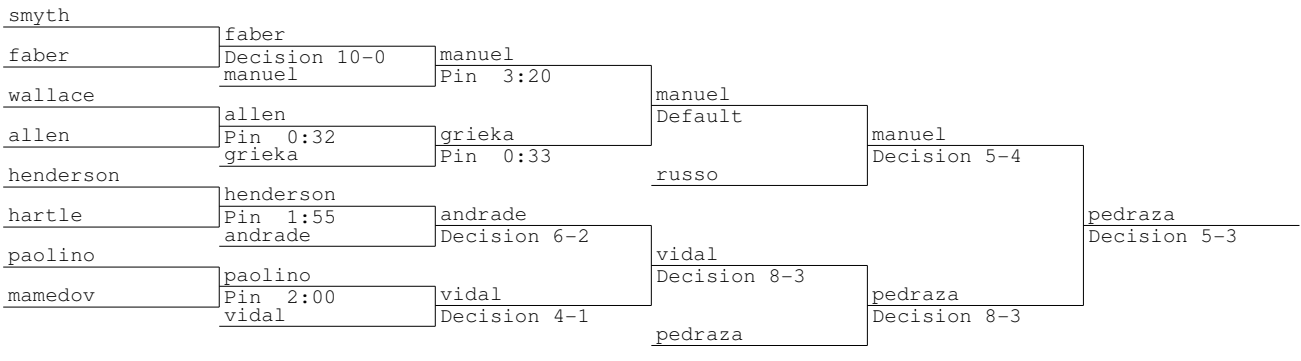 smyth
faber
faber
Decision 10-0
manuel
manuel
Pin 3:20
wallace
manuel
Default
allen
allen
Pin 0:32
grieka
grieka
Pin 0:33
manuel
Decision 5-4
henderson
russo
henderson
hartle
Pin 1:55
andrade
andrade
Decision 6-2
pedraza
Decision 5-3
paolino
vidal
Decision 8-3
paolino
mamedov
Pin 2:00
vidal
vidal
Decision 4-1
pedraza
Decision 8-3
pedraza